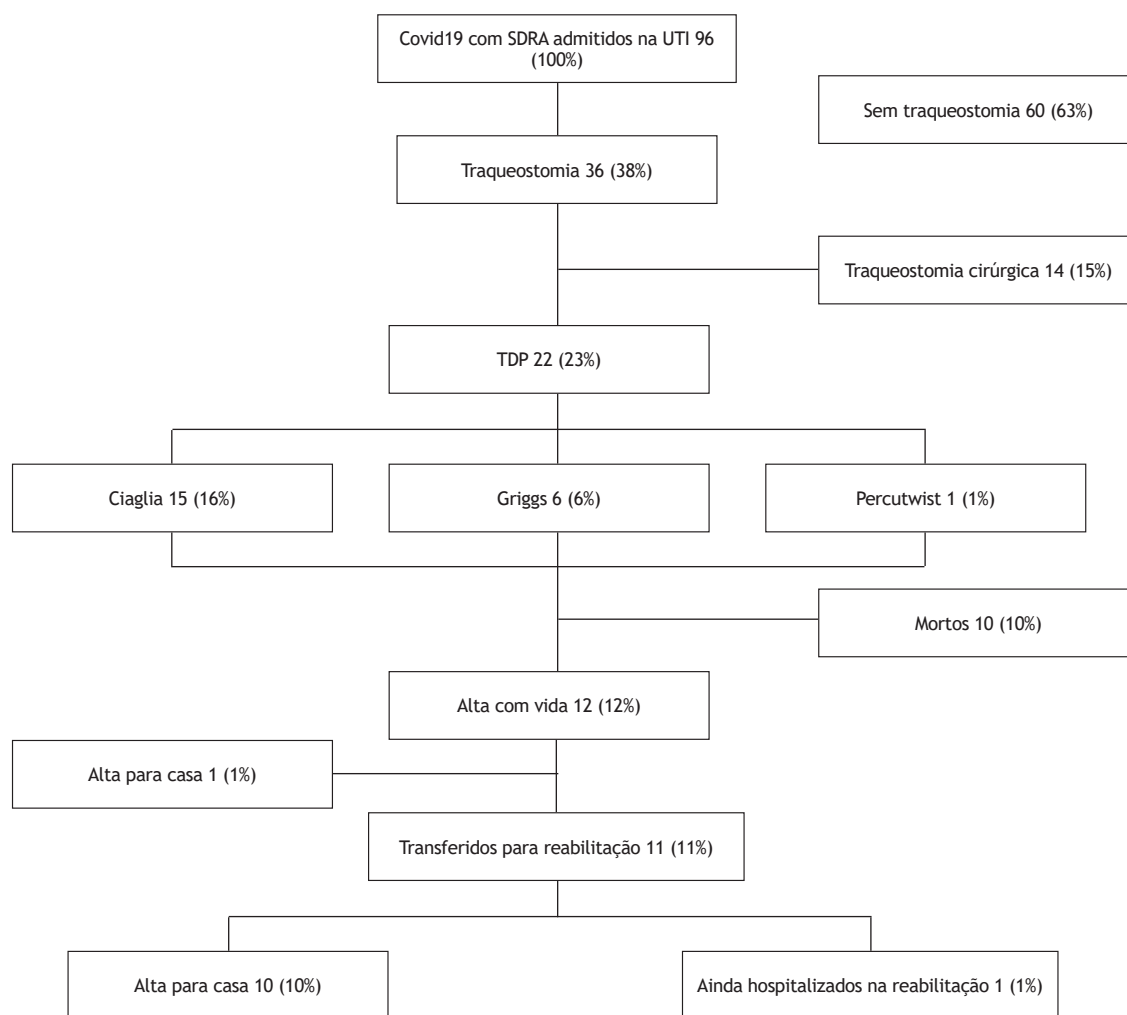 Covid19 com SDRA admitidos na UTI 96
(100%)
Sem traqueostomia 60 (63%)
Traqueostomia 36 (38%)
Traqueostomia cirúrgica 14 (15%)
TDP 22 (23%)
Ciaglia 15 (16%)
Griggs 6 (6%)
Percutwist 1 (1%)
Mortos 10 (10%)
Alta com vida 12 (12%)
Alta para casa 1 (1%)
Transferidos para reabilitação 11 (11%)
Alta para casa 10 (10%)
Ainda hospitalizados na reabilitação 1 (1%)